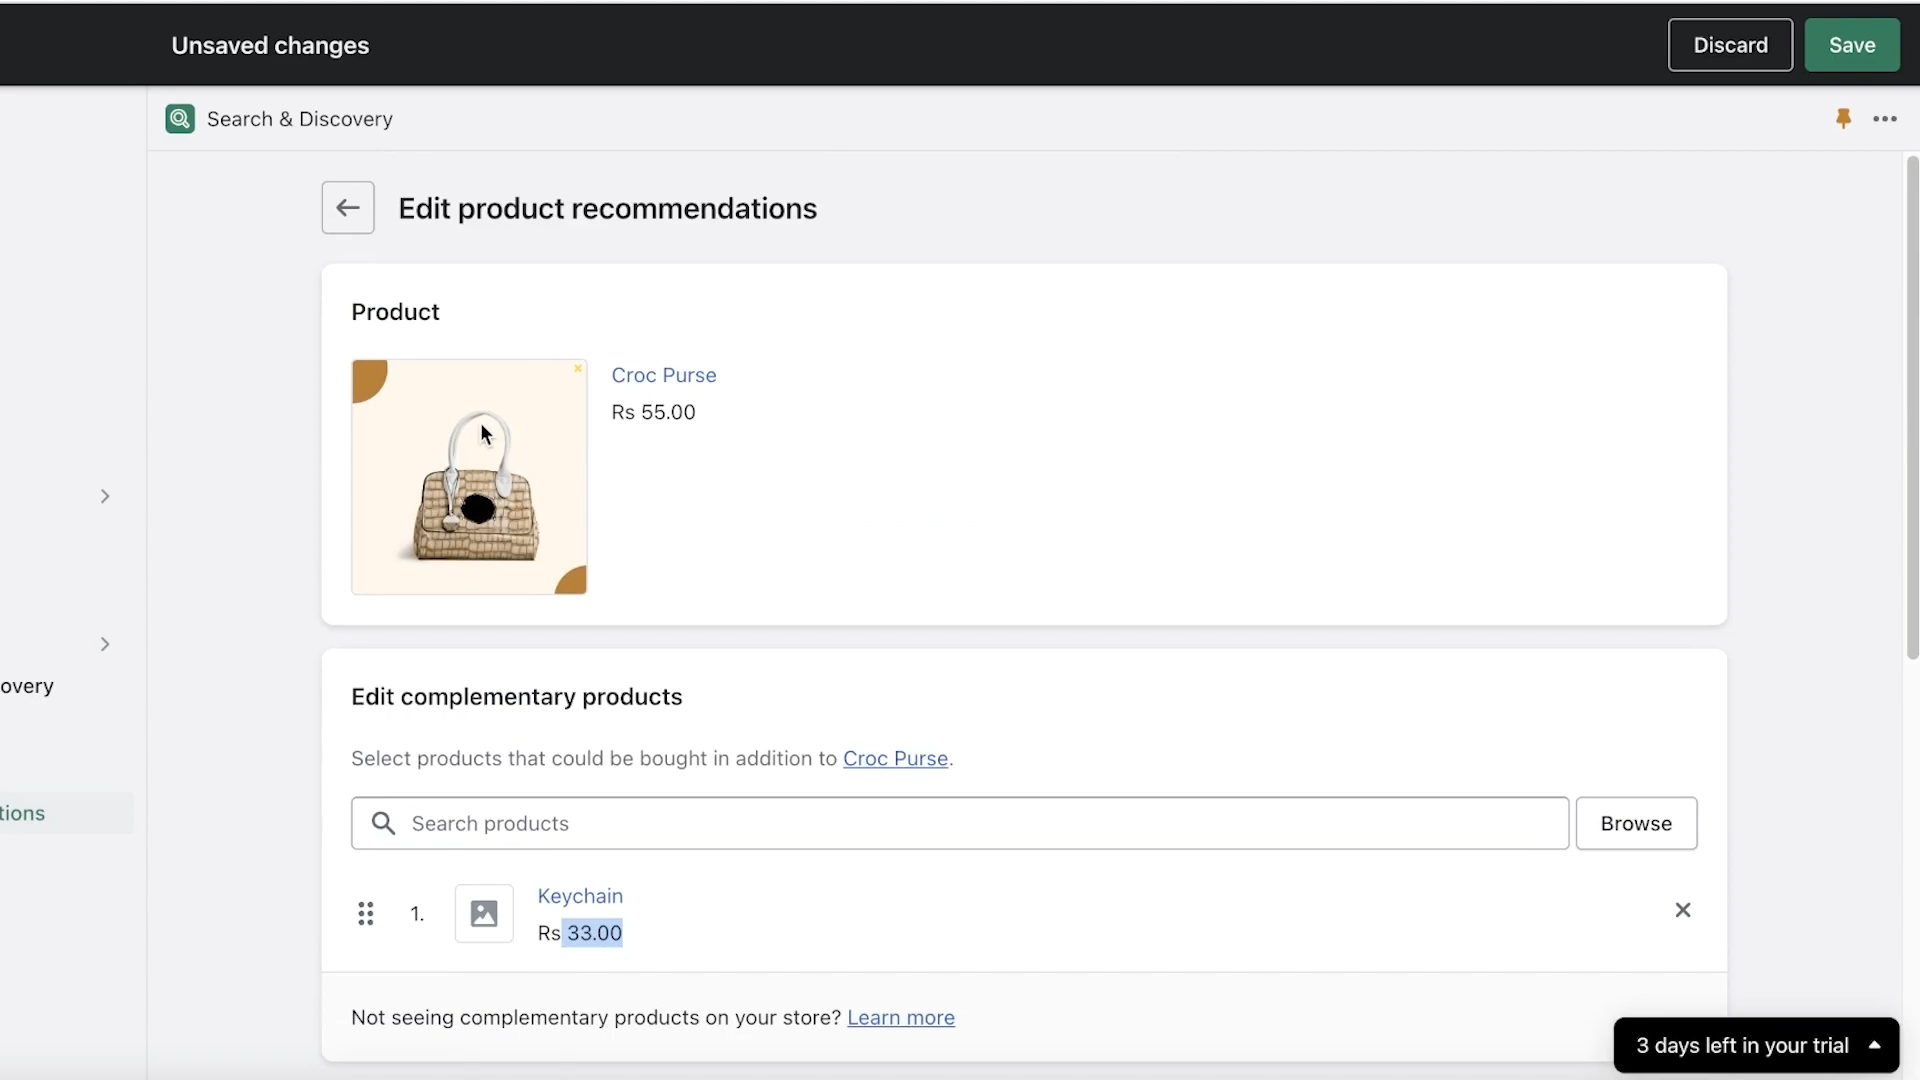 Unsaved changes
Discard
Save
Search & Discovery
Edit product recommendations
Product
Croc Purse
Rs 55.00
overy
tions
Edit complementary products
Select products that could be bought in addition to Croc Purse.
Search products
Browse
1.
Keychain
Rs 33.00
Not seeing complementary products on your store? Learn more
3 days left in your trial